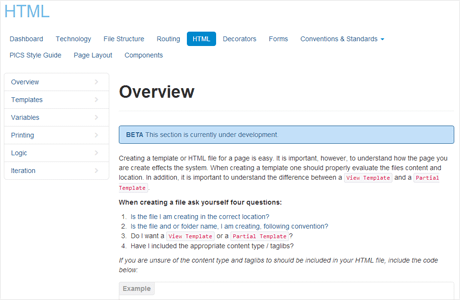 HTML
Dashboard Technology File Structure Routing HTML Decorators Forms Conventions & Standards
PICS Style Guide Page Layout Components
Overview
Templates
Variables
Printing
Logic
Iteration
Overview
BETA This section is currently under development
Creating a template or HTML file for a page is easy. It is important, however, to understand how the page you
are create effects the system. When creating a template one should properly evaluate the files content and
location. In addition, it is important to understand the difference between a View Template and a Partial
Template.
When creating a file ask yourself four questions:
1. Is the file I am creating in the correct location?
2. Is the file and or folder name, I am creating, following convention?
3. Do I want a View Template or a Partial Template?
4. Have I included the appropriate content type / taglibs?
If you are unsure of the content type and taglibs to should be included in your HTML file, include the code
below:
Example